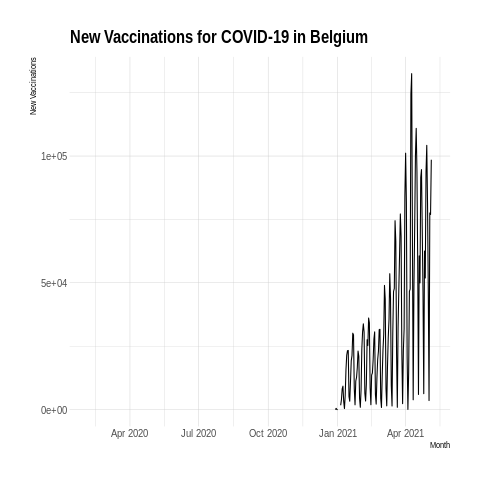 New Vaccinations for COVID-19 in Belgium
New Vaccinations
1e+05
5e+04
0e+00
Apr 2020
Jul 2020
Oct 2020
Jan 2021
Apr 2021
Month